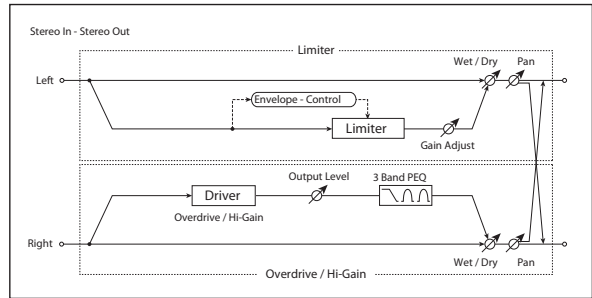 Stereo In - Stereo Out
Limiter
Wet / Dry
Pan
Left
Envelope - Control
Limiter
Gain Adjust
Driver
Output Level
3 Band PEQ
Overdrive / Hi-Gain
Right
Wet / Dry
Pan
Overdrive / Hi-Gain